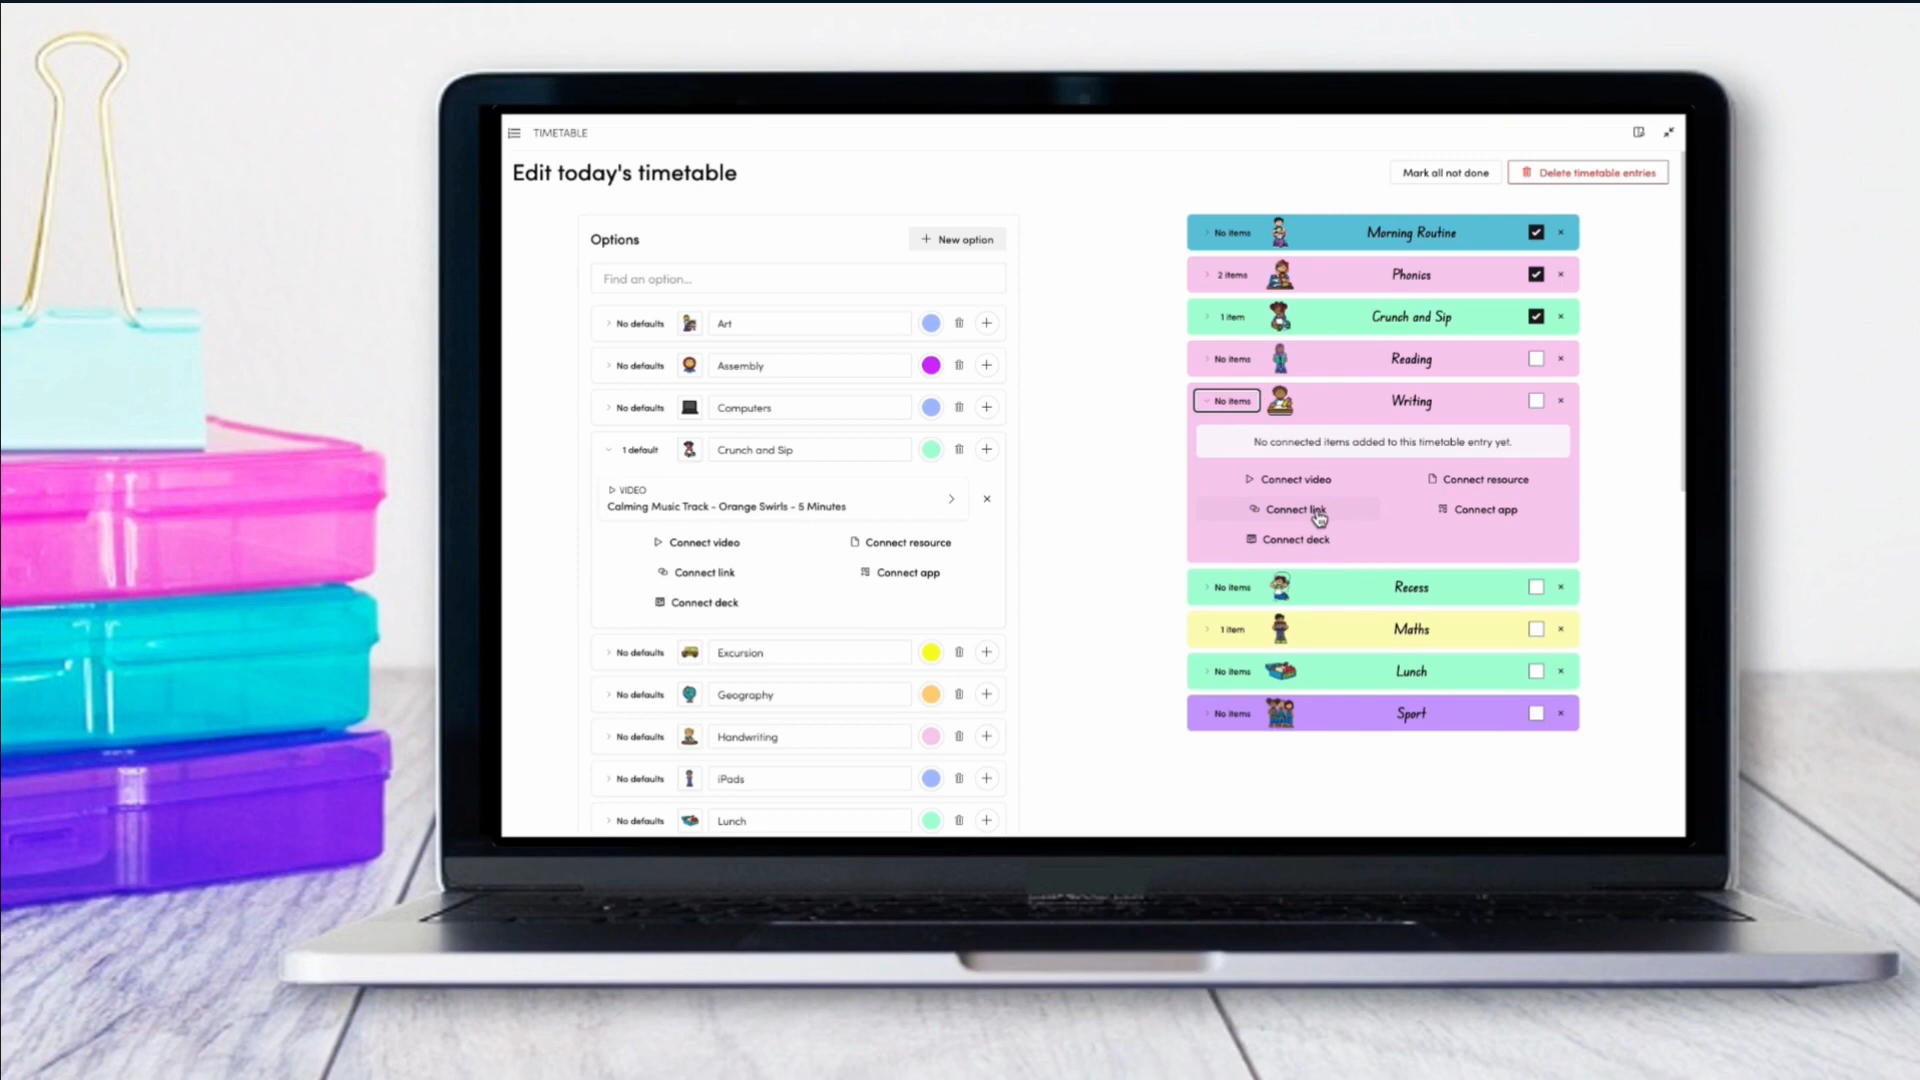 TIMETABLE
Edit today's timetable
Mark all not done
Delete timetable entries
Options
New option
Find an option...
No defaults Art
No defaults Assembly
No defaults Computers
1 default Crunch and Sip
VIDEO
Calming Music Track - Orange Swirls - 5 Minutes
Connect video Connect resource
Connect link Connect app
Connect deck
No defaults Excursion
No defaults Geography
No defaults Handwriting
No defaults iPads
No defaults Lunch
No items Morning Routine
2 items Phonics
1 item Crunch and Sip
No items Reading
No items Writing
No connected items added to this timetable entry yet.
Connect video Connect resource
Connect link Connect app
Connect deck
No items Recess
1 item Maths
No items Lunch
No items Sport